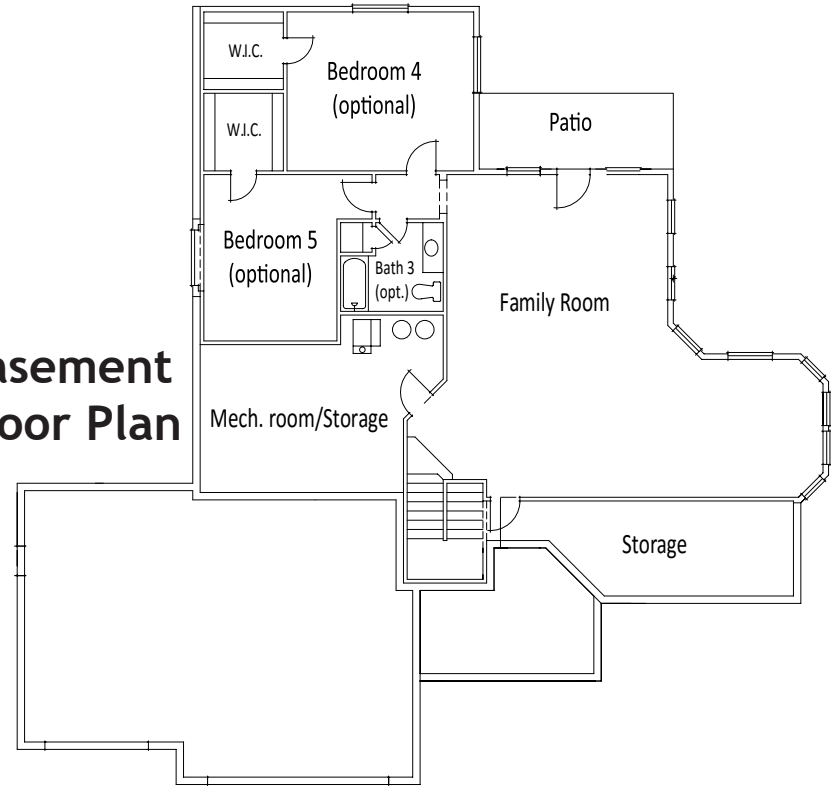 W.I.C.
Bedroom 4
(optional)
Patio
W.I.C.
Bedroom 5
(optional)
Bath 3
(opt.)
Family Room
asement
oor Plan
Mech. room/Storage
Storage